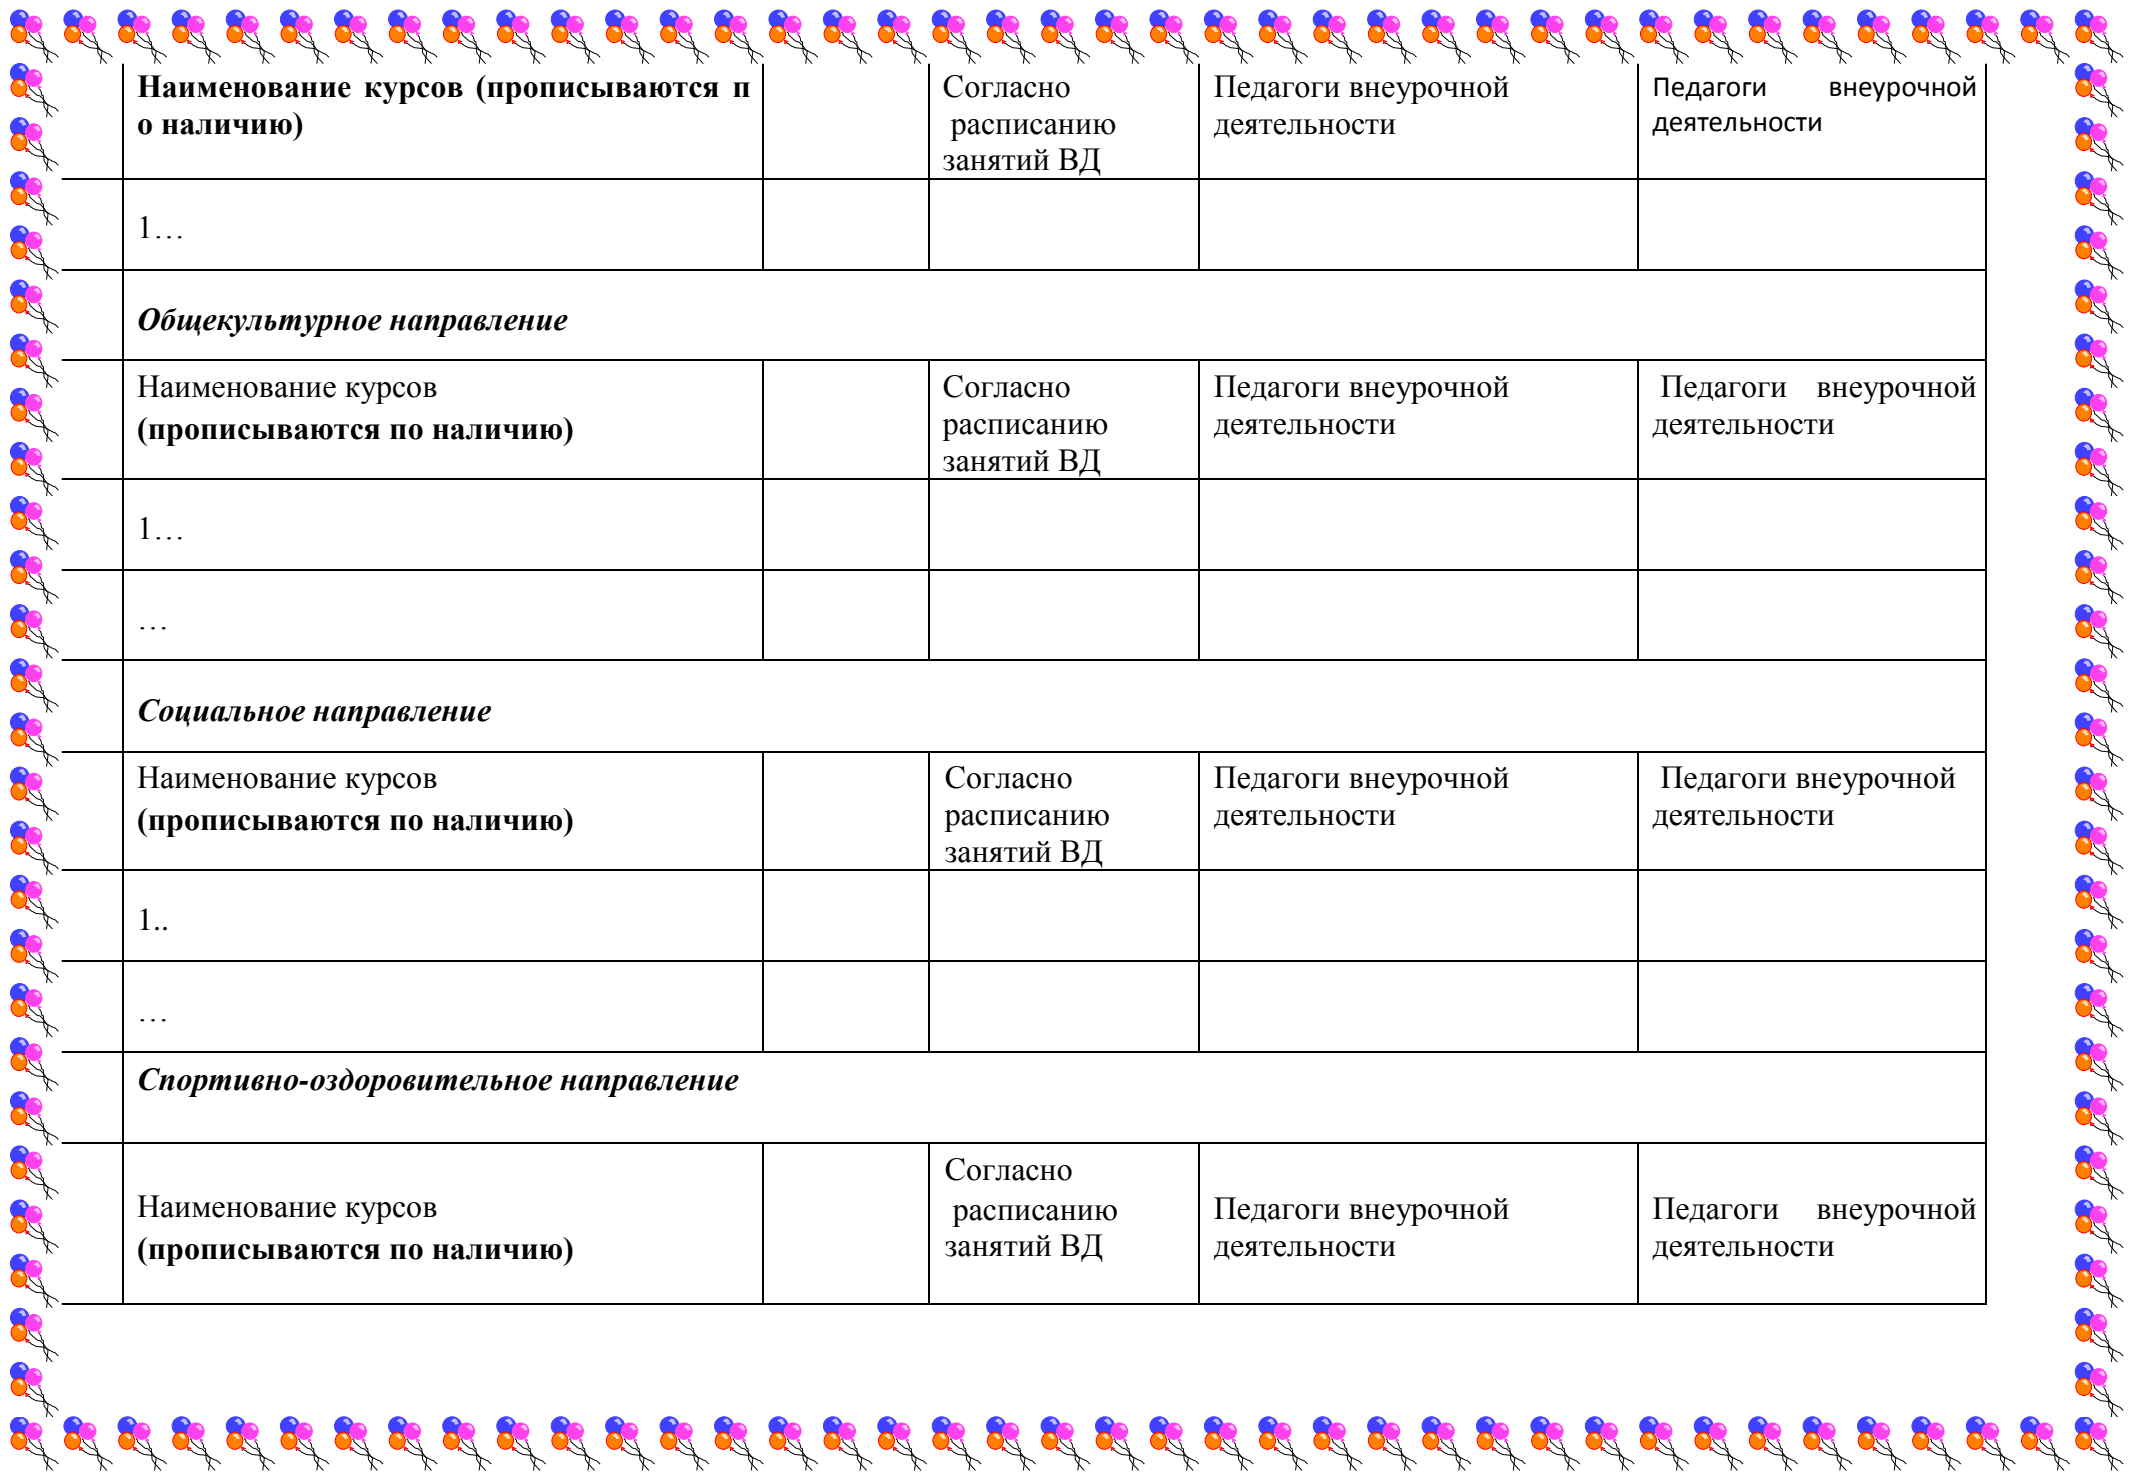 Наименование курсов (прописываются п
о наличию)
Согласно
расписанию
занятий ВД
Педагоги внеурочной
деятельности
Педагоги внеурочной
деятельности
1…
Общекультурное направление
Наименование курсов
(прописываются по наличию)
Согласно
расписанию
занятий ВД
Педагоги внеурочной
деятельности
Педагоги внеурочной
деятельности
1…
…
Социальное направление
Наименование курсов
(прописываются по наличию)
Согласно
расписанию
занятий ВД
Педагоги внеурочной
деятельности
Педагоги внеурочной
деятельности
1..
…
Спортивно-оздоровительное направление
Наименование курсов
(прописываются по наличию)
Согласно
расписанию
занятий ВД
Педагоги внеурочной
деятельности
Педагоги внеурочной
деятельности